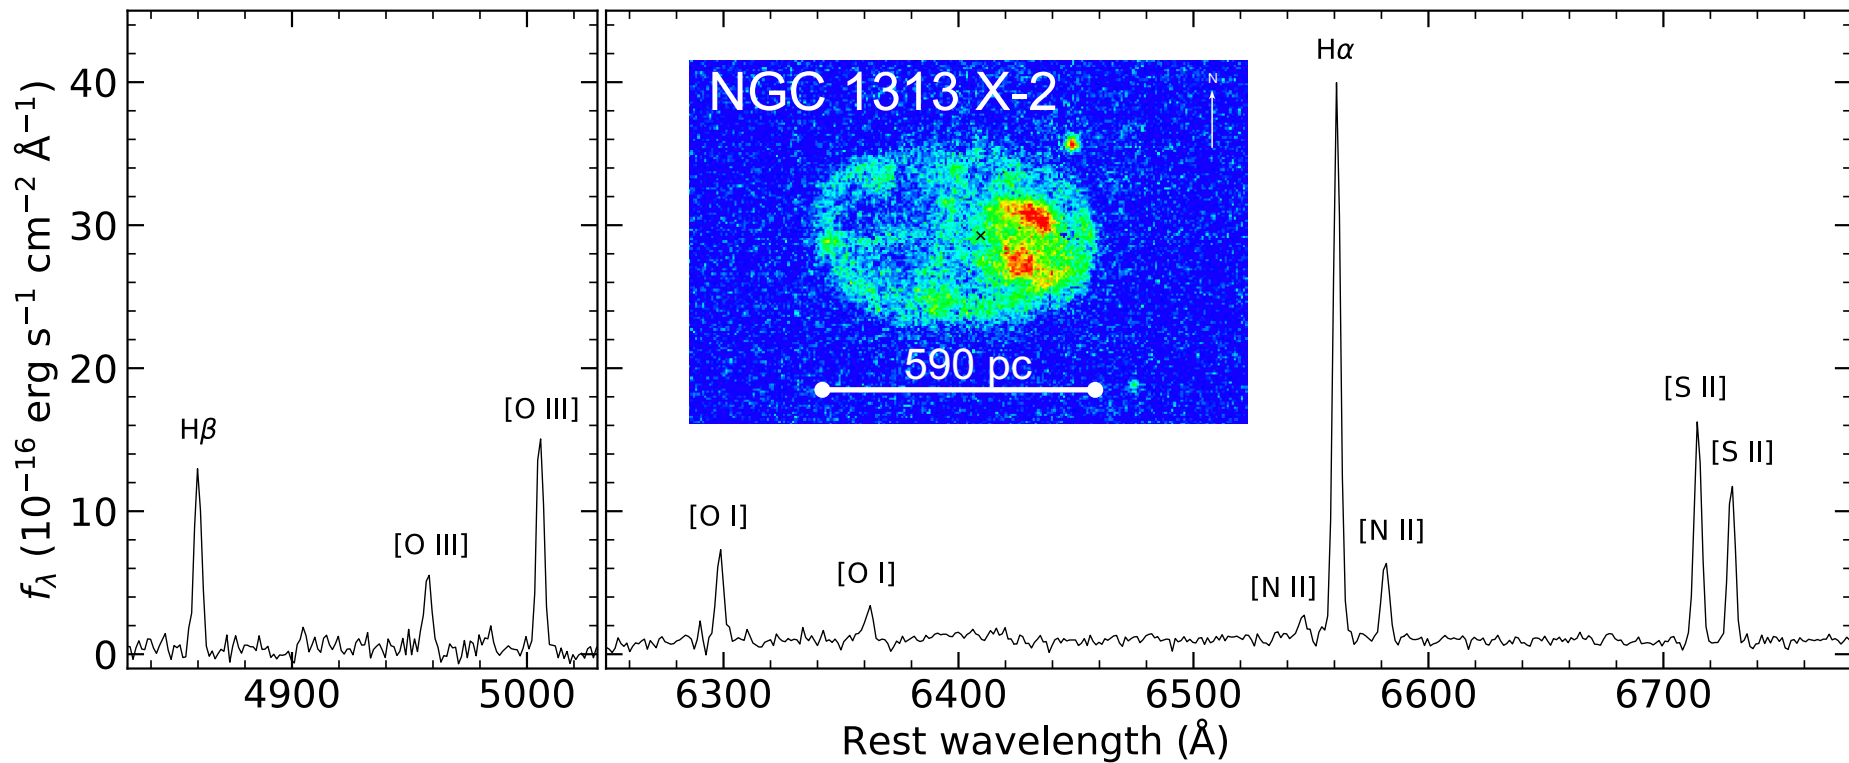 NGC 1313 X-2
N
590 pc
Hβ
[O III]
[O III]
[O I]
[O I]
[N II]
Hα
[N II]
[S II]
[S II]
40
30
20
10
0
f_λ (10⁻¹⁶ erg s⁻¹ cm⁻² Å⁻¹)
4900
5000
6300
6400
6500
6600
6700
Rest wavelength (Å)